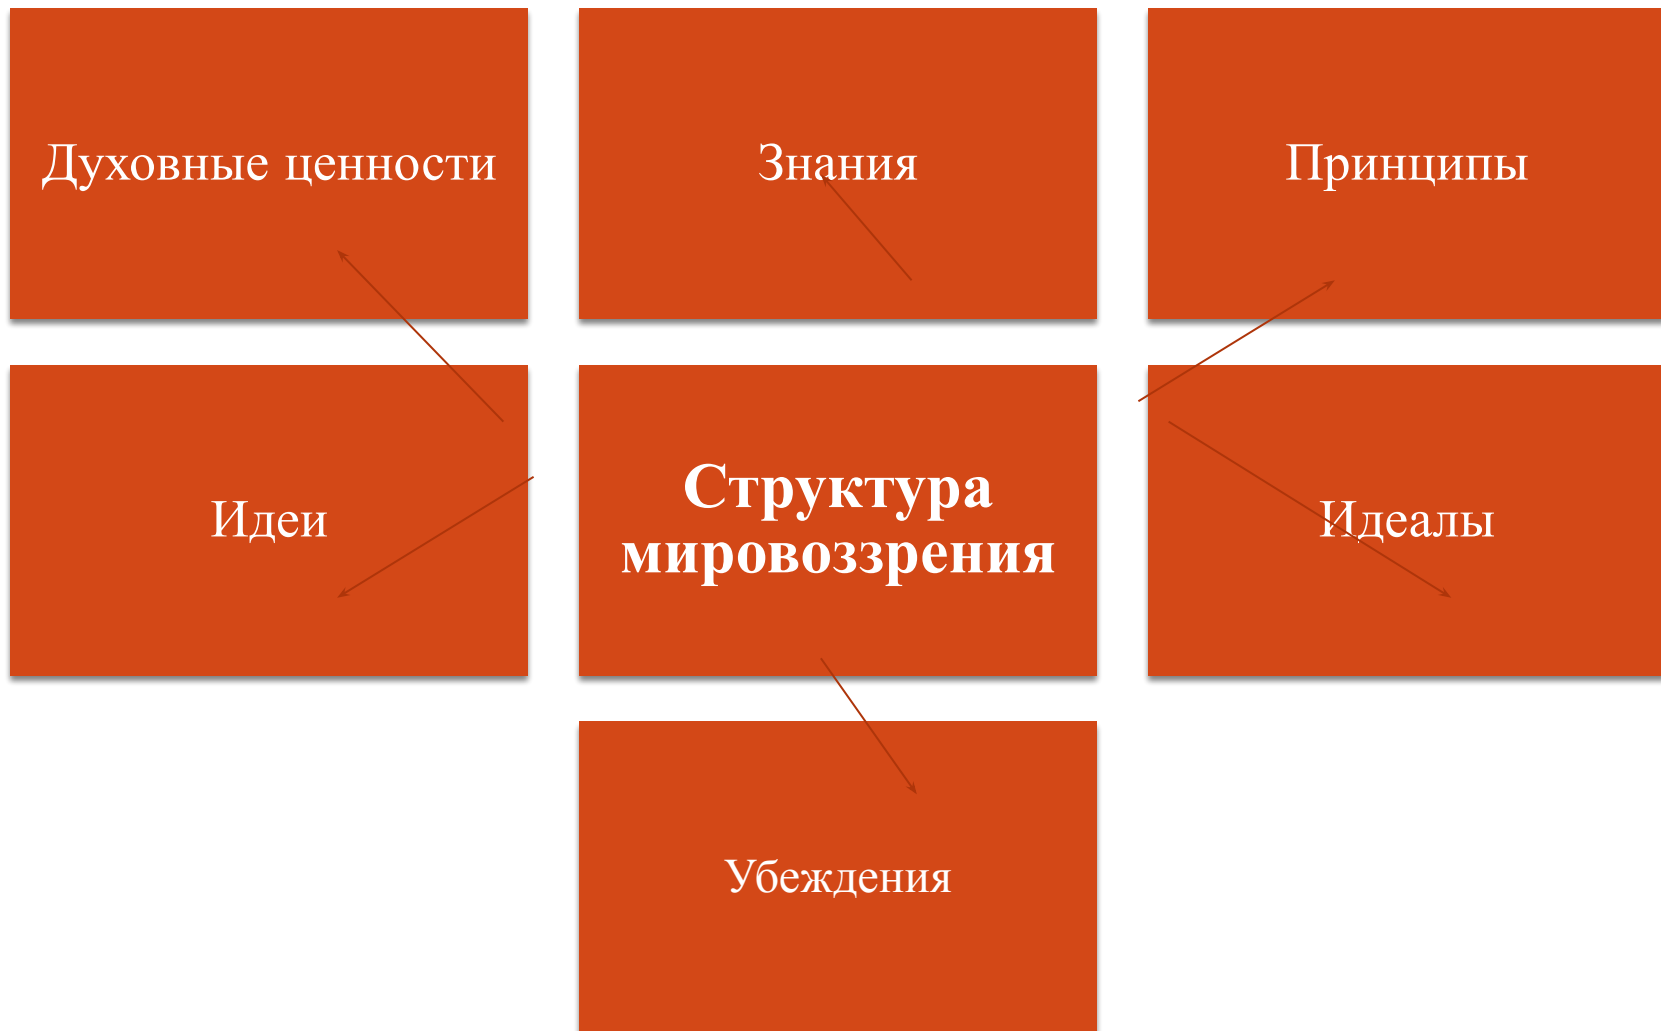 Духовные ценности
Знания
Принципы
Идеи
Структура
мировоззрения
Идеалы
Убеждения